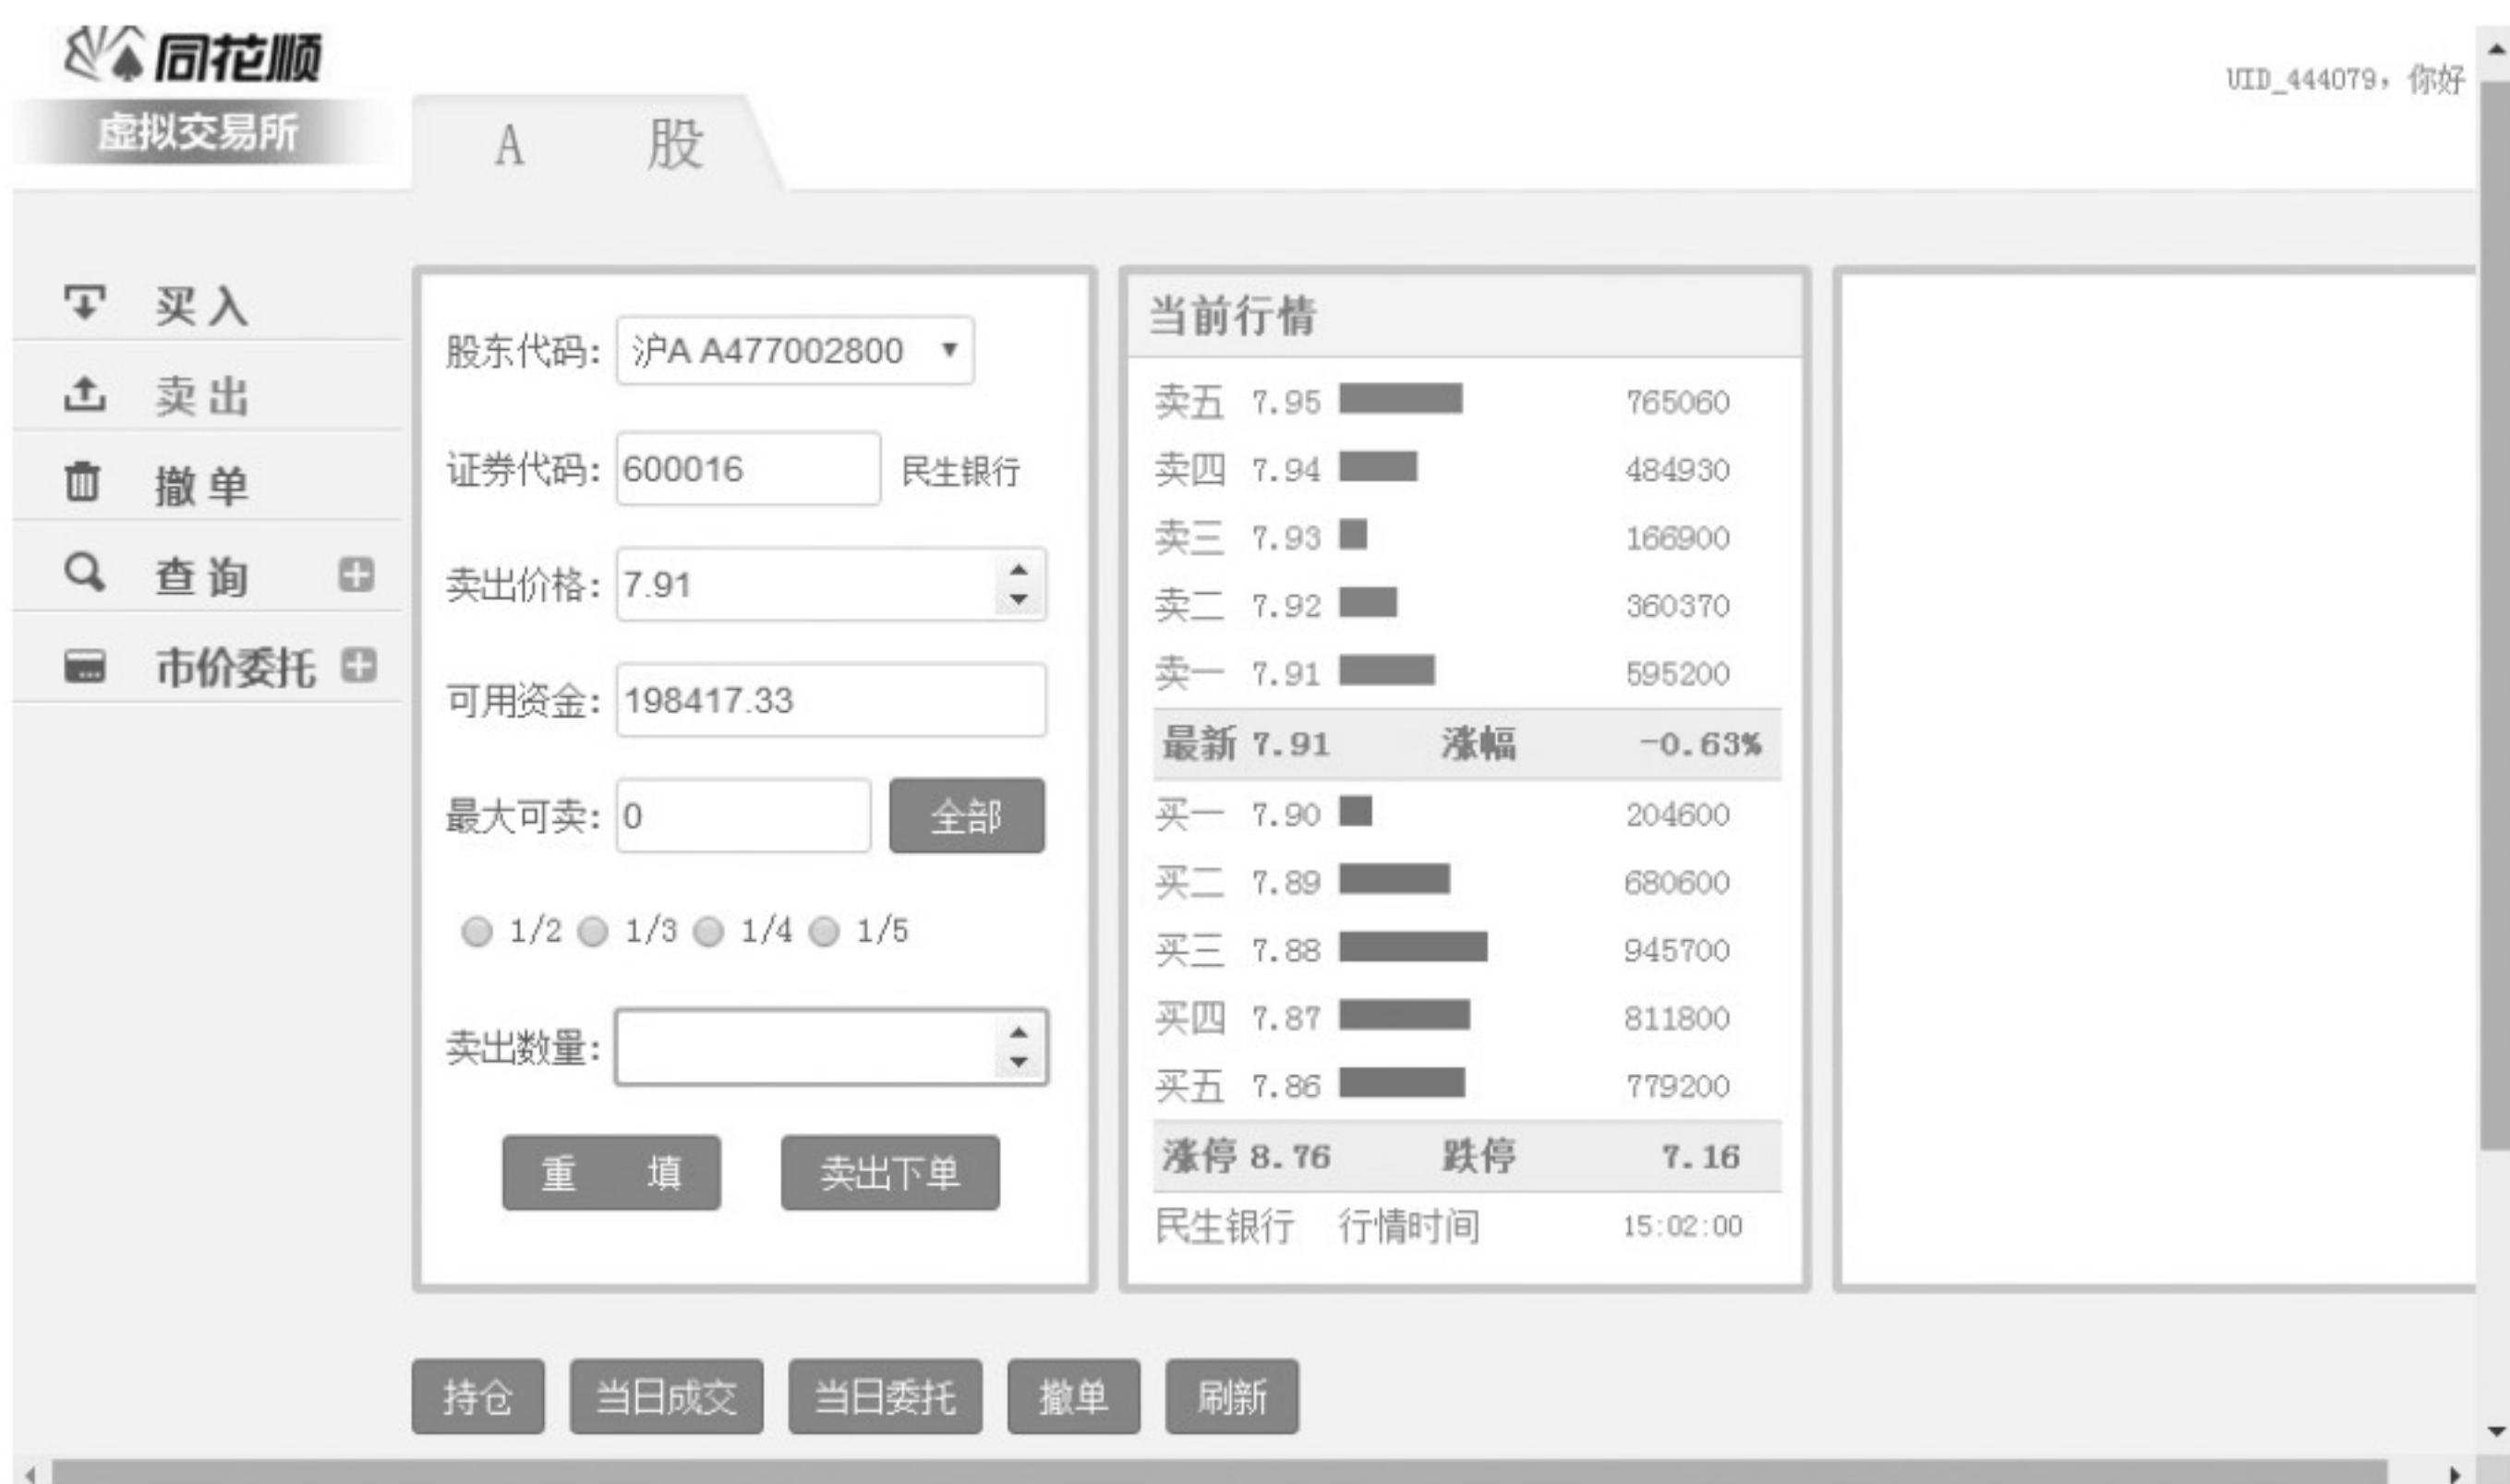 同花顺
虚拟交易所
UID_444079，你好
A 股
买入
卖出
撤单
查询
市价委托
股东代码： 沪A A477002800
证券代码： 600016 民生银行
卖出价格： 7.91
可用资金： 198417.33
最大可卖： 0 全部
1/2 1/3 1/4 1/5
卖出数量：
重 填 卖出下单
当前行情
卖五 7.95 765060
卖四 7.94 484930
卖三 7.93 166900
卖二 7.92 360370
卖一 7.91 595200
最新 7.91 涨幅 -0.63%
买一 7.90 204600
买二 7.89 680600
买三 7.88 945700
买四 7.87 811800
买五 7.86 779200
涨停 8.76 跌停 7.16
民生银行 行情时间 15:02:00
持仓 当日成交 当日委托 撤单 刷新